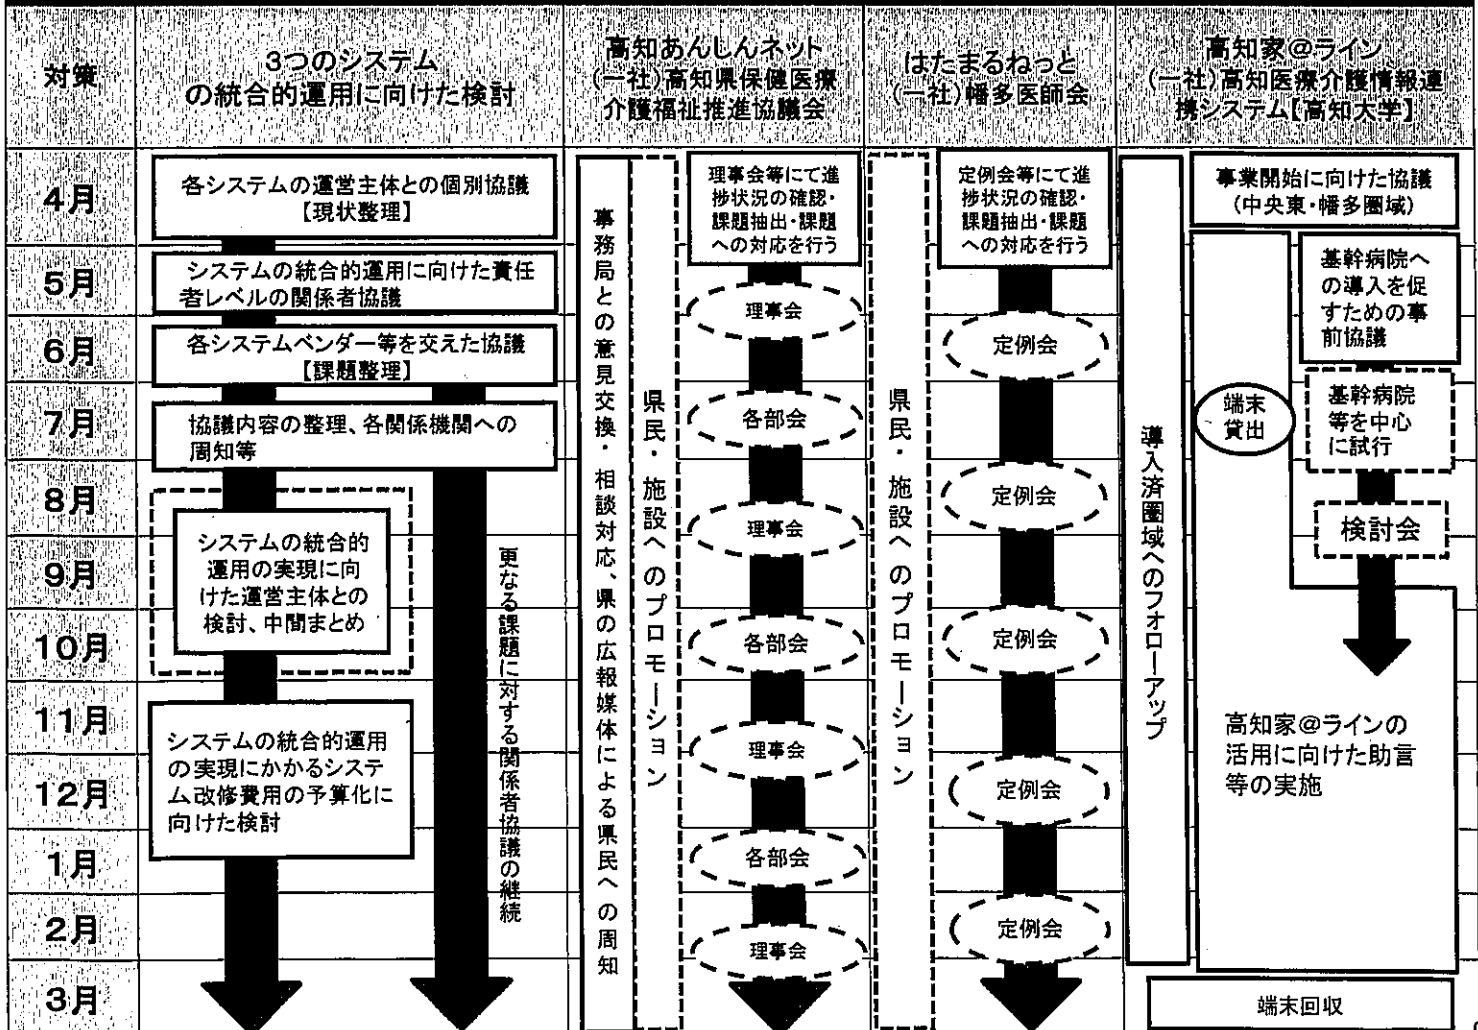 対策
3つのシステム
の統合的運用に向けた検討
高知あんしんネット
(一社)高知県保健医療
介護福祉推進協議会
はたまるねっと
(一社)幡多医師会
高知家@ライン
(一社)高知医療介護情報連
携システム【高知大学】
4月
5月
6月
7月
8月
9月
10月
11月
12月
1月
2月
3月
各システムの運営主体との個別協議
【現状整理】
システムの統合的運用に向けた責任
者レベルの関係者協議
各システムベンダー等を交えた協議
【課題整理】
協議内容の整理、各関係機関への
周知等
システムの統合的
運用の実現に向
けた運営主体との
検討、中間まとめ
システムの統合的運用
の実現にかかるシステ
ム改修費用の予算化に
向けた検討
更なる課題に対する関係者協議の継続
事務局との意見交換・相談対応、県の広報媒体による県民への周知
県民・施設へのプロモーション
理事会等にて進
捗状況の確認・
課題抽出・課題
への対応を行う
理事会
各部会
理事会
各部会
理事会
各部会
理事会
県民・施設へのプロモーション
定例会等にて進
捗状況の確認・
課題抽出・課題
への対応を行う
定例会
定例会
定例会
定例会
定例会
導入済圏域へのフォローアップ
事業開始に向けた協議
(中央東・幡多圏域)
基幹病院へ
の導入を促
すための事
前協議
端末
貸出
基幹病院
等を中心
に試行
検討会
高知家@ラインの
活用に向けた助言
等の実施
端末回収